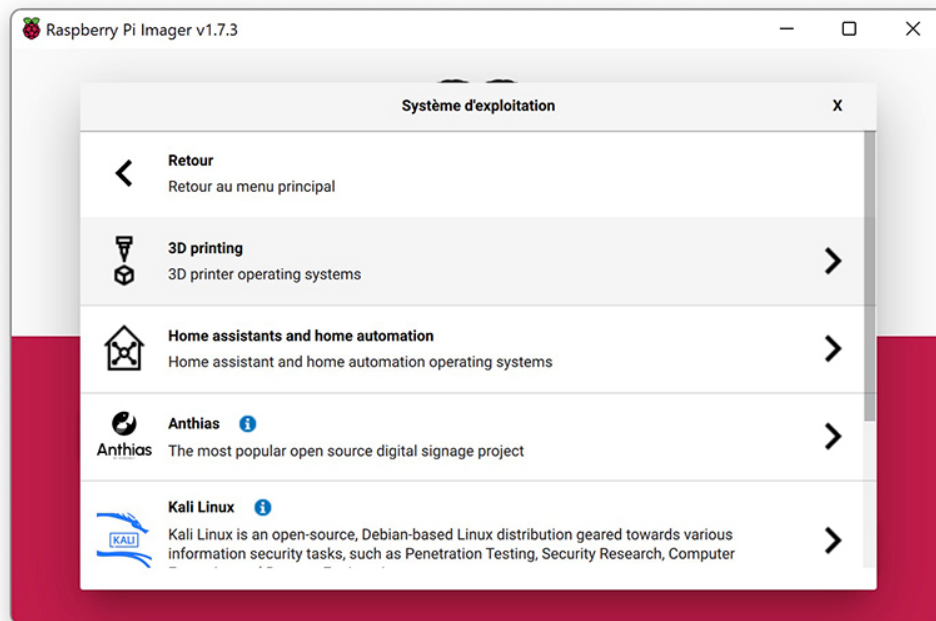 Raspberry Pi Imager v1.7.3
Système d'exploitation
X
Retour
Retour au menu principal
3D printing
3D printer operating systems
Home assistants and home automation
Home assistant and home automation operating systems
Anthias
Anthias
The most popular open source digital signage project
Kali Linux
KALI
Kali Linux is an open-source, Debian-based Linux distribution geared towards various
information security tasks, such as Penetration Testing, Security Research, Computer